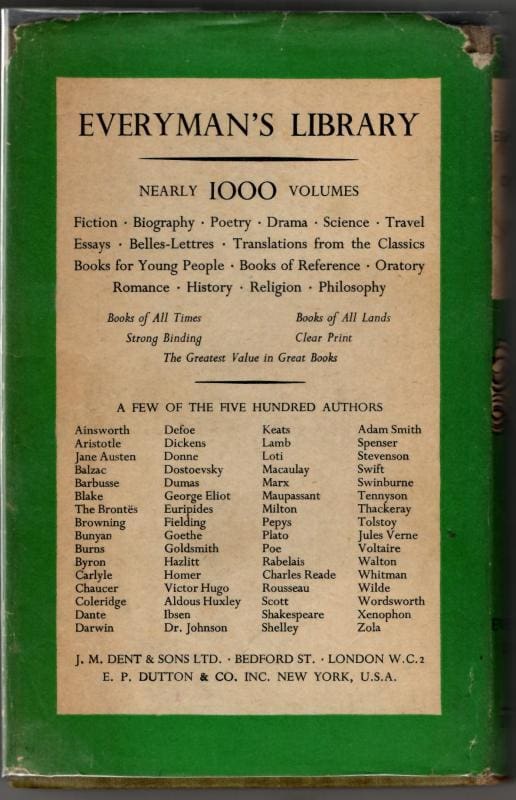 EVERYMAN'S LIBRARY
NEARLY 1000 VOLUMES
Fiction · Biography · Poetry · Drama · Science · Travel
Essays · Belles-Lettres · Translations from the Classics
Books for Young People · Books of Reference · Oratory
Romance · History · Religion · Philosophy
Books of All Times Books of All Lands
Strong Binding Clear Print
The Greatest Value in Great Books
A FEW OF THE FIVE HUNDRED AUTHORS
Ainsworth
Aristotle
Jane Austen
Balzac
Barbusse
Blake
The Brontës
Browning
Bunyan
Burns
Byron
Carlyle
Chaucer
Coleridge
Dante
Darwin
Defoe
Dickens
Donne
Dostoevsky
Dumas
George Eliot
Euripides
Fielding
Goethe
Goldsmith
Hazlitt
Homer
Victor Hugo
Aldous Huxley
Ibsen
Dr. Johnson
Keats
Lamb
Loti
Macaulay
Marx
Maupassant
Milton
Pepys
Plato
Poe
Rabelais
Charles Reade
Rousseau
Scott
Shakespeare
Shelley
Adam Smith
Spenser
Stevenson
Swift
Swinburne
Tennyson
Thackeray
Tolstoy
Jules Verne
Voltaire
Walton
Whitman
Wilde
Wordsworth
Xenophon
Zola
J. M. DENT & SONS LTD. · BEDFORD ST. · LONDON W.C.2
E. P. DUTTON & CO. INC. NEW YORK, U.S.A.